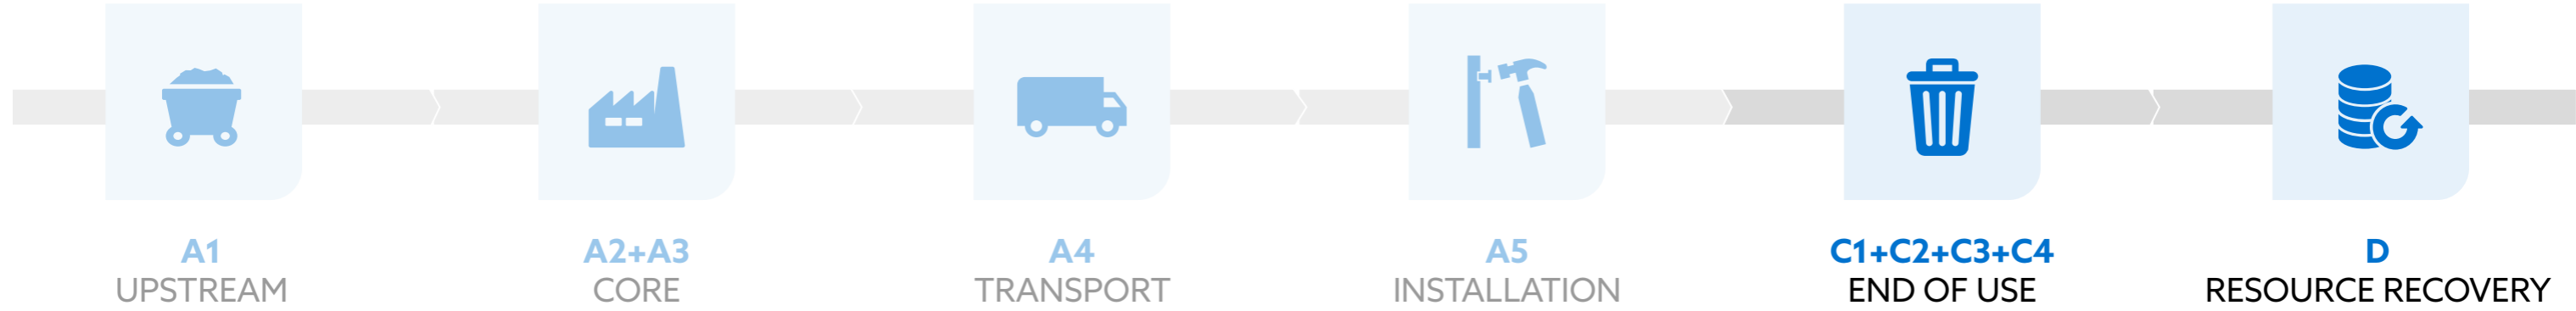 A1
UPSTREAM
A2+A3
CORE
A4
TRANSPORT
A5
INSTALLATION
C1+C2+C3+C4
END OF USE
D
RESOURCE RECOVERY